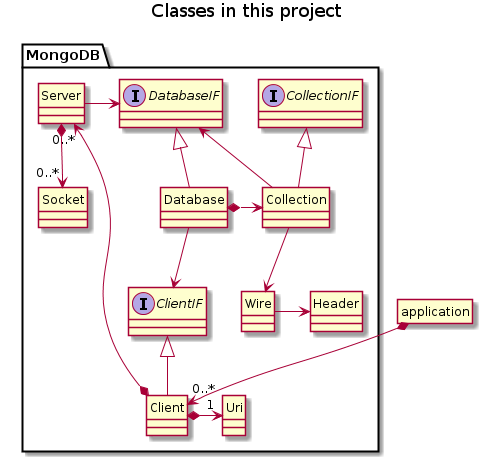 Classes in this project
MongoDB
Server
I DatabaseIF
I CollectionIF
0..*
0..*
Socket
Database
Collection
I ClientIF
Wire
Header
application
0..*
Client
1
Uri